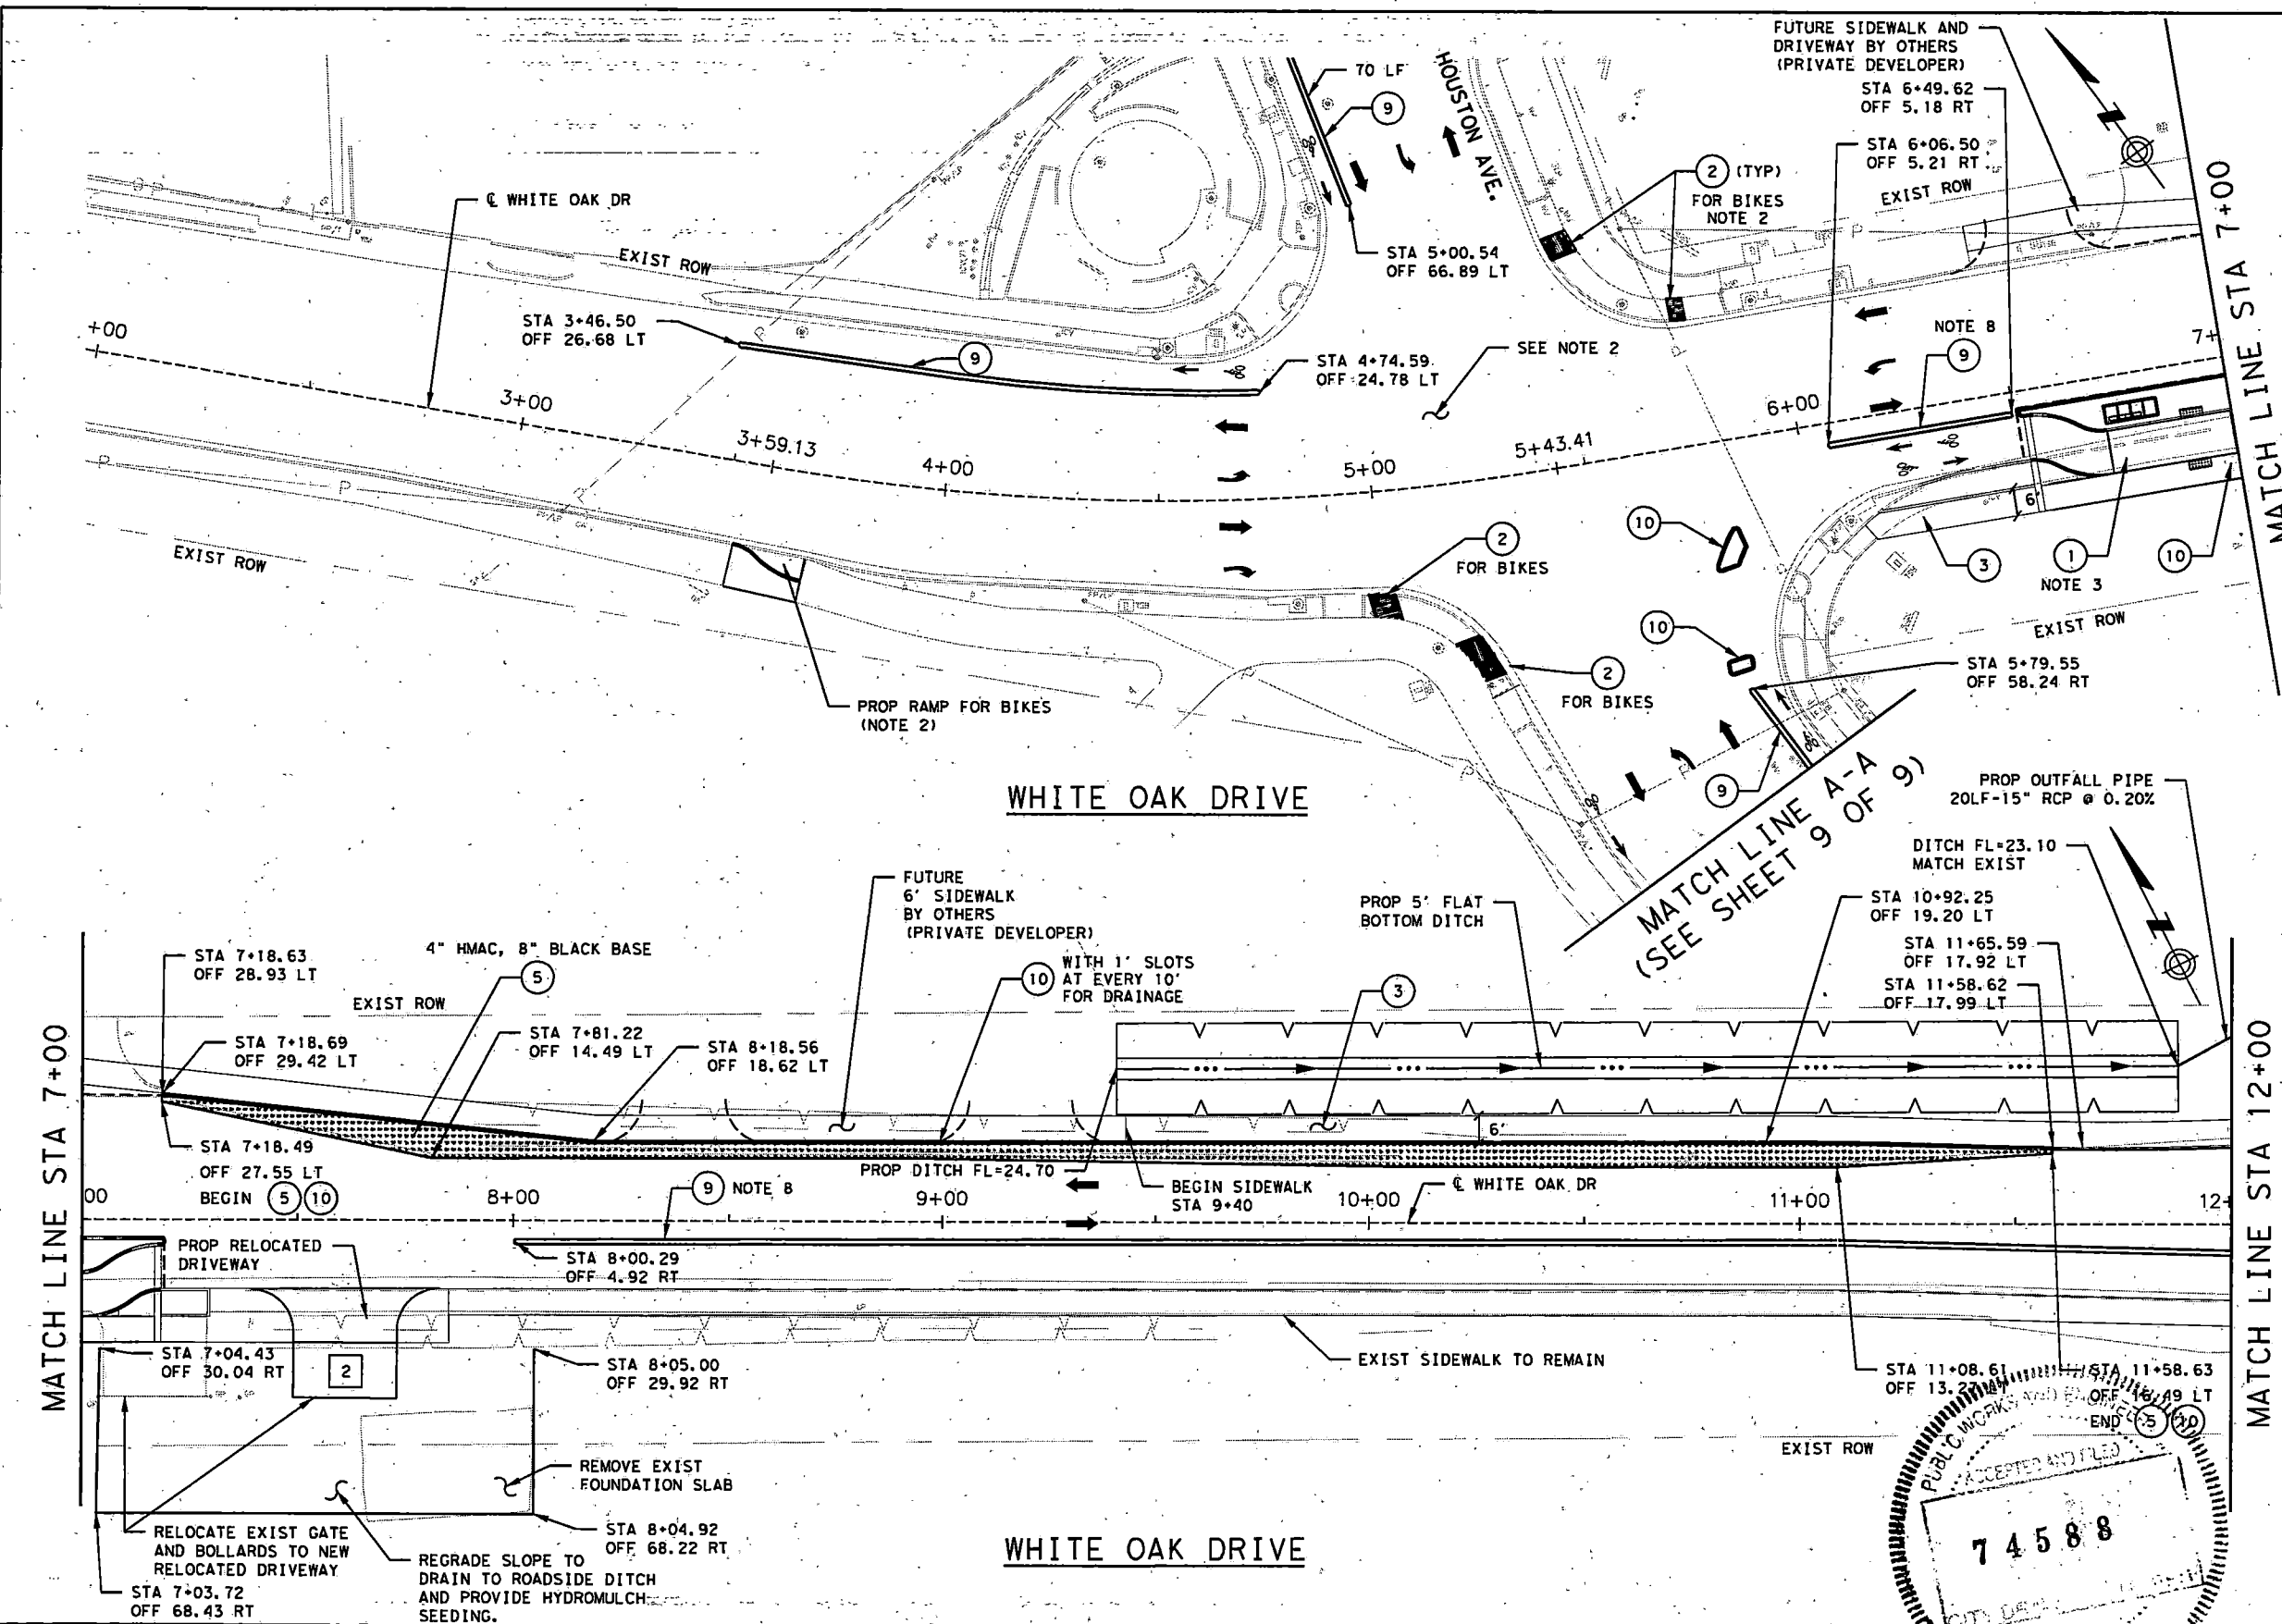 FUTURE SIDEWALK AND
DRIVEWAY BY OTHERS
(PRIVATE DEVELOPER)
STA 6+49.62
OFF 5.18 RT
STA 6+06.50
OFF 5.21 RT
EXIST ROW
70 LF
9
HOUSTON AVE.
2 (TYP)
FOR BIKES
NOTE 2
℄ WHITE OAK DR
EXIST ROW
STA 5+00.54
OFF 66.89 LT
MATCH LINE STA 7+00
+00
STA 3+46.50
OFF 26.68 LT
9
STA 4+74.59
OFF 24.78 LT
SEE NOTE 2
NOTE 8
9
7+
3+00
3+59.13
4+00
5+00
5+43.41
6+00
6'
EXIST ROW
2
FOR BIKES
10
3
1
NOTE 3
10
10
EXIST ROW
2
FOR BIKES
STA 5+79.55
OFF 58.24 RT
PROP RAMP FOR BIKES
(NOTE 2)
9
WHITE OAK DRIVE
MATCH LINE A-A
(SEE SHEET 9 OF 9)
PROP OUTFALL PIPE
20LF-15" RCP @ 0.20%
DITCH FL=23.10
MATCH EXIST
FUTURE
6' SIDEWALK
BY OTHERS
(PRIVATE DEVELOPER)
PROP 5' FLAT
BOTTOM DITCH
STA 10+92.25
OFF 19.20 LT
STA 11+65.59
OFF 17.92 LT
STA 11+58.62
OFF 17.99 LT
STA 7+18.63
OFF 28.93 LT
4" HMAC, 8" BLACK BASE
5
EXIST ROW
10
WITH 1' SLOTS
AT EVERY 10'
FOR DRAINAGE
3
STA 7+18.69
OFF 29.42 LT
STA 7+81.22
OFF 14.49 LT
STA 8+18.56
OFF 18.62 LT
MATCH LINE STA 7+00
MATCH LINE STA 12+00
6'
STA 7+18.49
OFF 27.55 LT
BEGIN 5 10
PROP DITCH FL=24.70
BEGIN SIDEWALK
STA 9+40
9 NOTE 8
℄ WHITE OAK DR
00
8+00
9+00
10+00
11+00
12+
PROP RELOCATED
DRIVEWAY
STA 8+00.29
OFF 4.92 RT
STA 7+04.43
OFF 30.04 RT
2
STA 8+05.00
OFF 29.92 RT
EXIST SIDEWALK TO REMAIN
STA 11+08.61
OFF 13.27
STA 11+58.63
OFF 16.49 LT
END 5 10
EXIST ROW
REMOVE EXIST
FOUNDATION SLAB
RELOCATE EXIST GATE
AND BOLLARDS TO NEW
RELOCATED DRIVEWAY
STA 7+03.72
OFF 68.43 RT
REGRADE SLOPE TO
DRAIN TO ROADSIDE DITCH
AND PROVIDE HYDROMULCH
SEEDING.
STA 8+04.92
OFF 68.22 RT
WHITE OAK DRIVE
PUBLIC WORKS AND
ACCEPTED AND FILED
74588